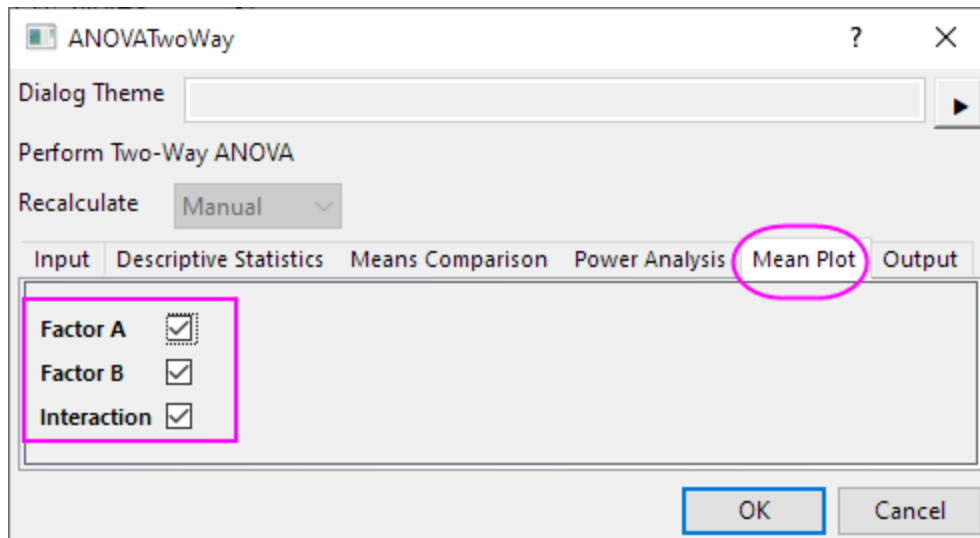 ANOVATwoWay ?
Dialog Theme
Perform Two-Way ANOVA
Recalculate Manual
Input Descriptive Statistics Means Comparison Power Analysis Mean Plot Output
Factor A
Factor B
Interaction
OK Cancel